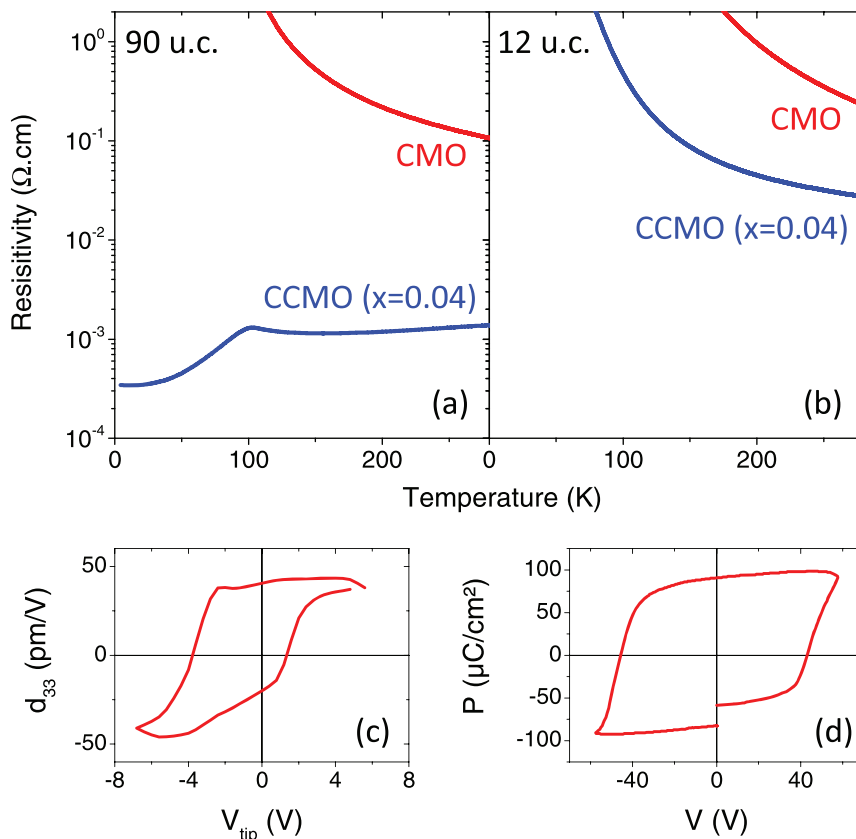 90 u.c.
12 u.c.
CMO
CMO
CCMO (x=0.04)
CCMO (x=0.04)
(a)
(b)
Resisitivity (Ω.cm)
10⁰
10⁻¹
10⁻²
10⁻³
10⁻⁴
0 100 200 0 100 200
Temperature (K)
d₃₃ (pm/V)
50
0
-50
-8 -4 0 4 8
V_tip (V)
(c)
P (µC/cm²)
100
50
0
-50
-100
-40 0 40
V (V)
(d)